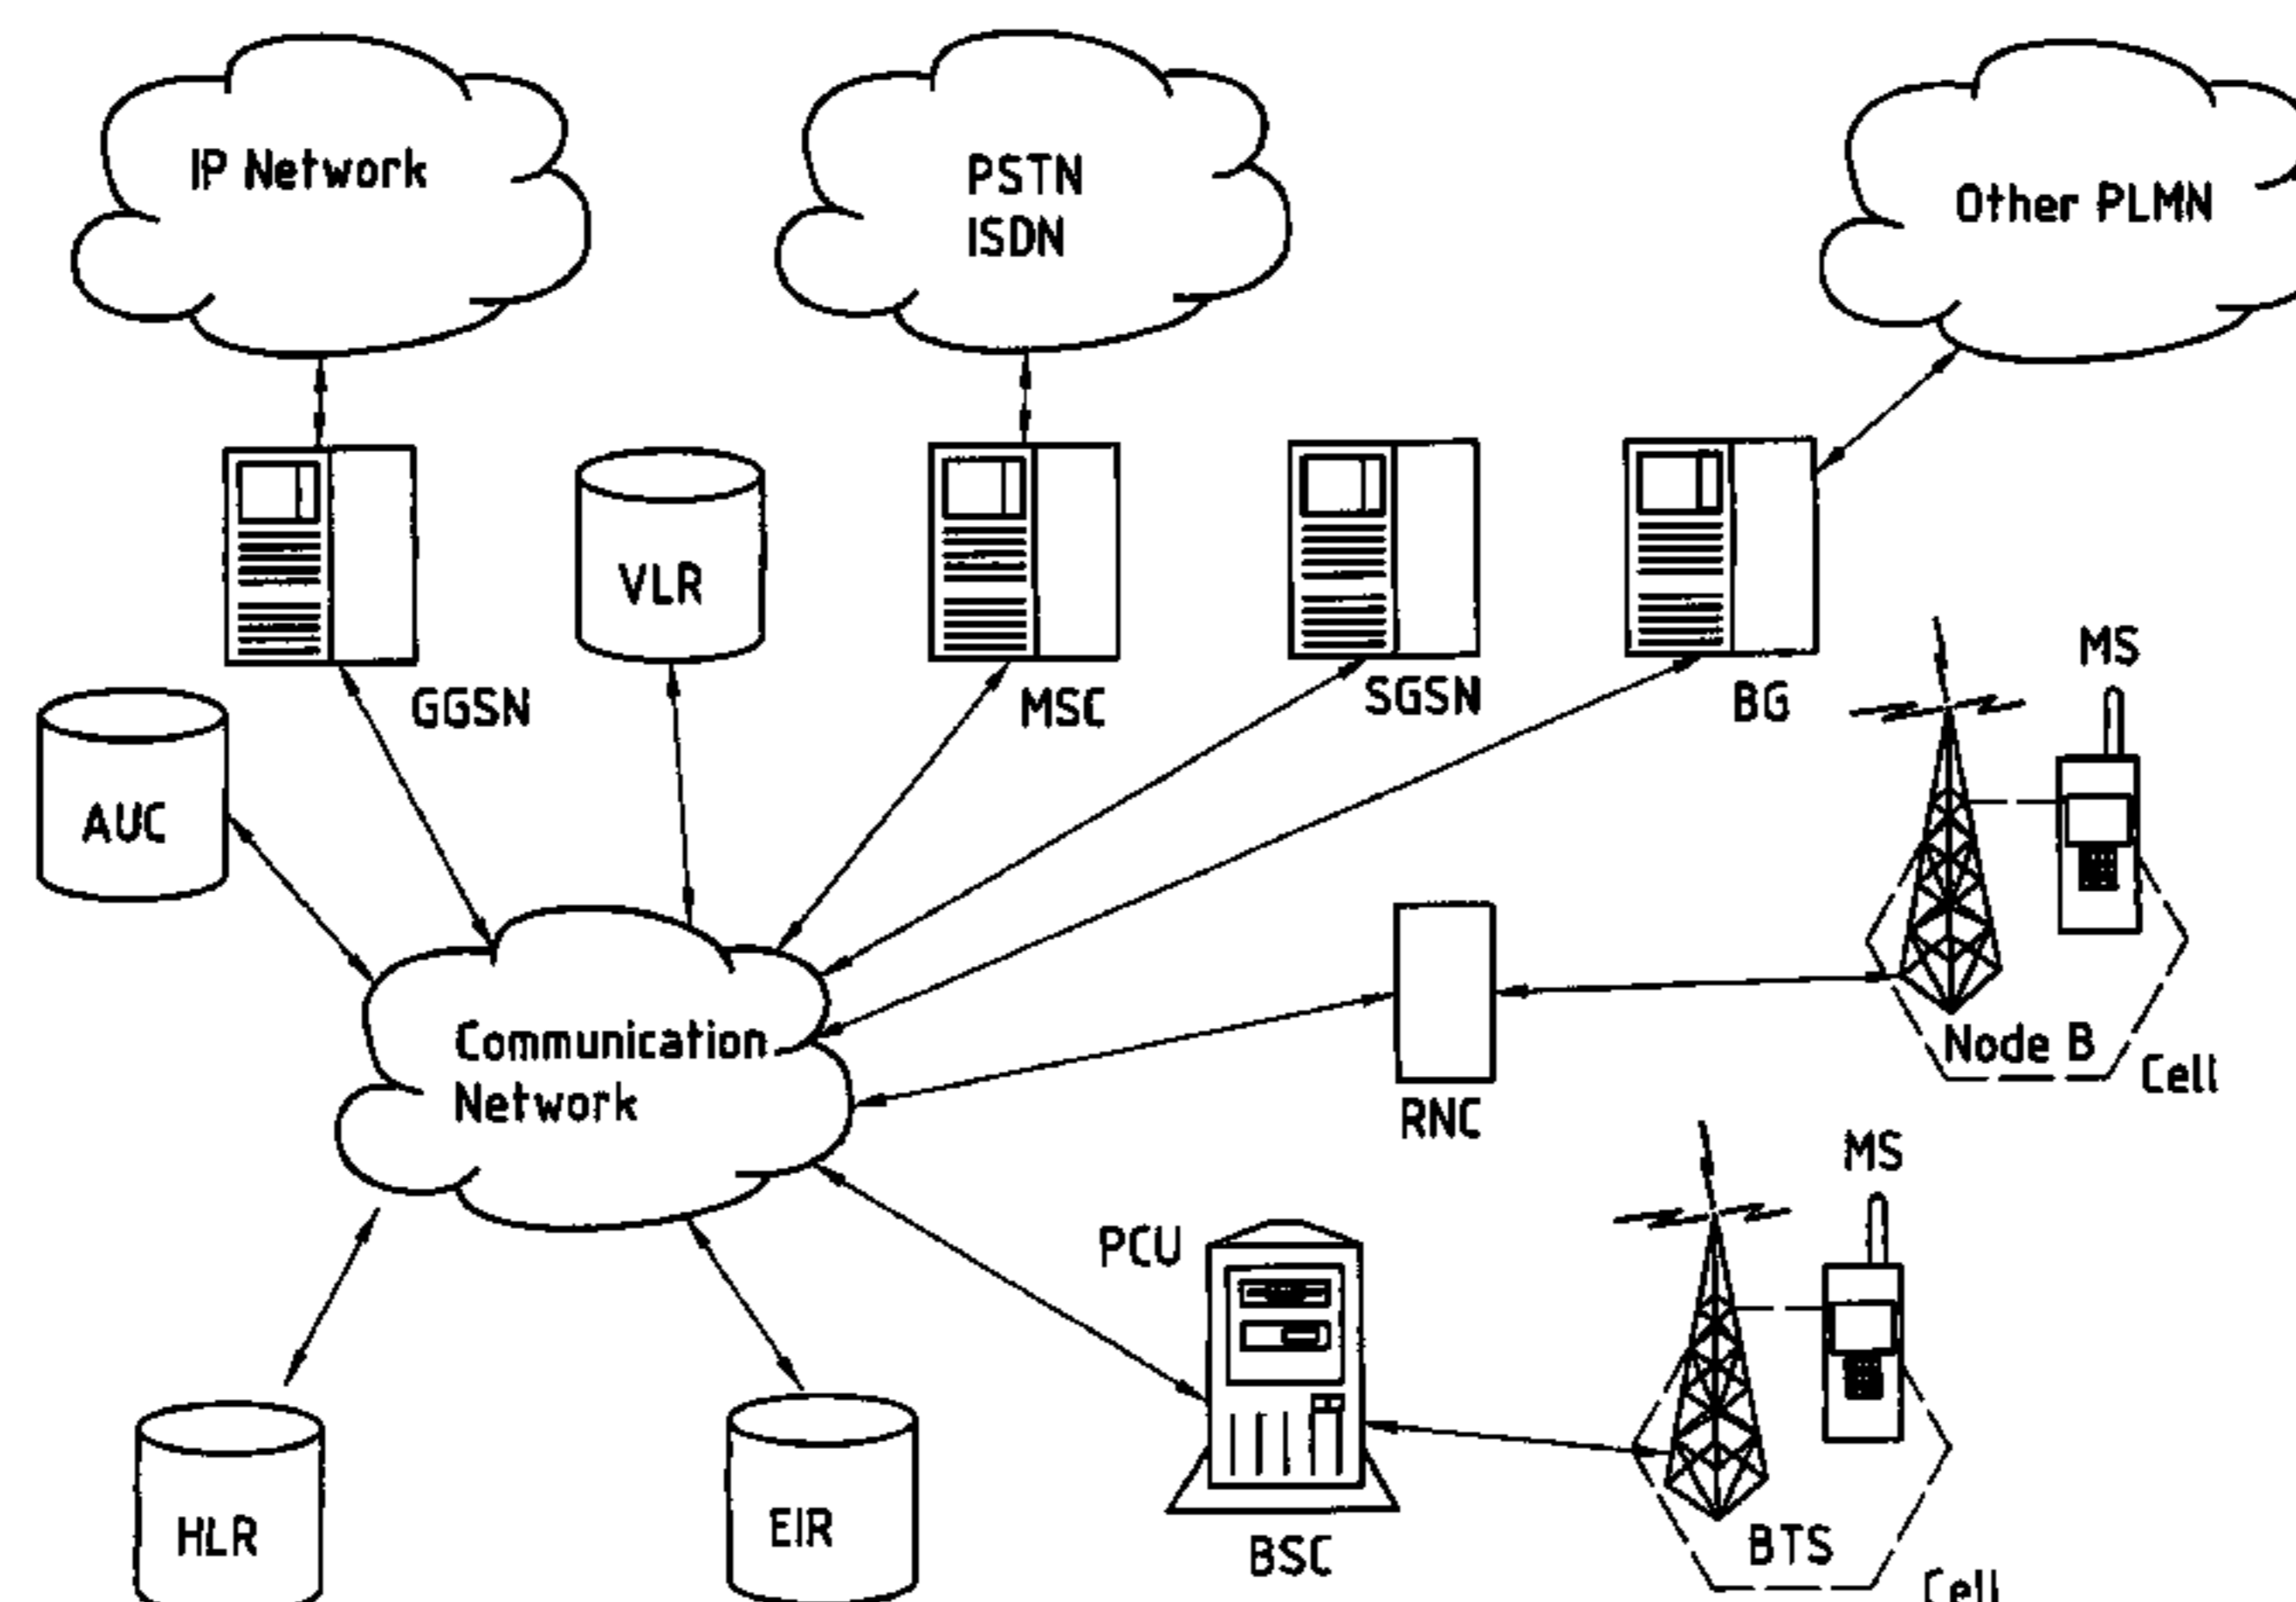 IP Network
PSTN
ISDN
Other PLMN
VLR
GGSN
MSC
SGSN
BG
MS
AUC
Communication
Network
RNC
Node B
Cell
MS
PCU
HLR
EIR
BSC
BTS
Cell